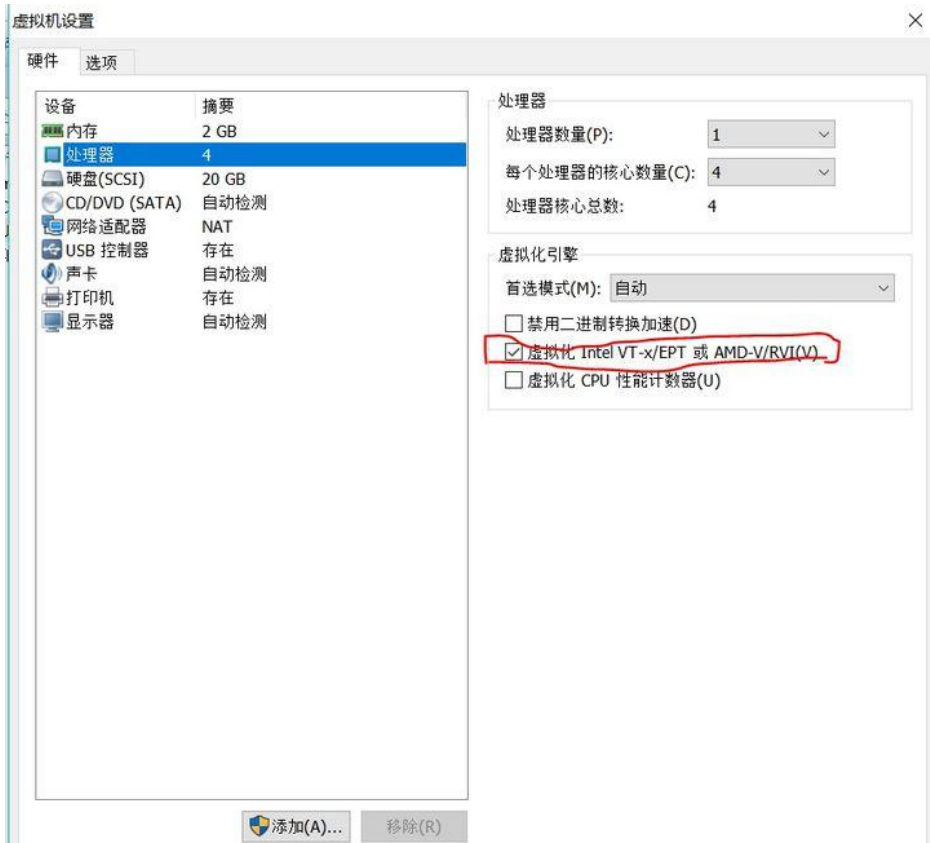 虚拟机设置
硬件 选项
设备 摘要
内存 2 GB
处理器 4
硬盘(SCSI) 20 GB
CD/DVD (SATA) 自动检测
网络适配器 NAT
USB 控制器 存在
声卡 自动检测
打印机 存在
显示器 自动检测
添加(A)... 移除(R)
处理器
处理器数量(P): 1
每个处理器的核心数量(C): 4
处理器核心总数: 4
虚拟化引擎
首选模式(M): 自动
禁用二进制转换加速(D)
虚拟化 Intel VT-x/EPT 或 AMD-V/RVI(V)
虚拟化 CPU 性能计数器(U)